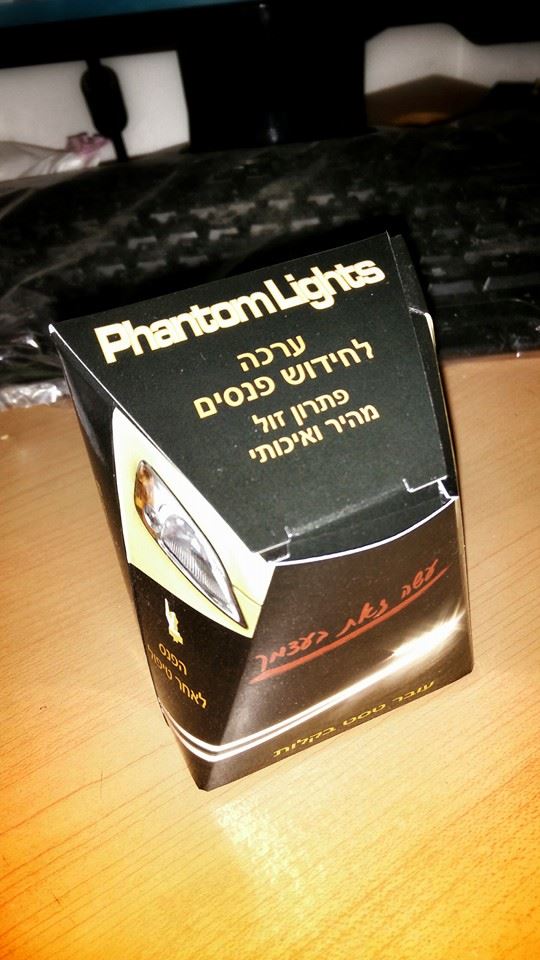 Phantom Lights
ערכה
לחידוש פנסים
פתרון זול
מהיר ואיכותי
עשה זאת בעצמך
הפנס
לאחר טיפול
עובר טסט בקלות